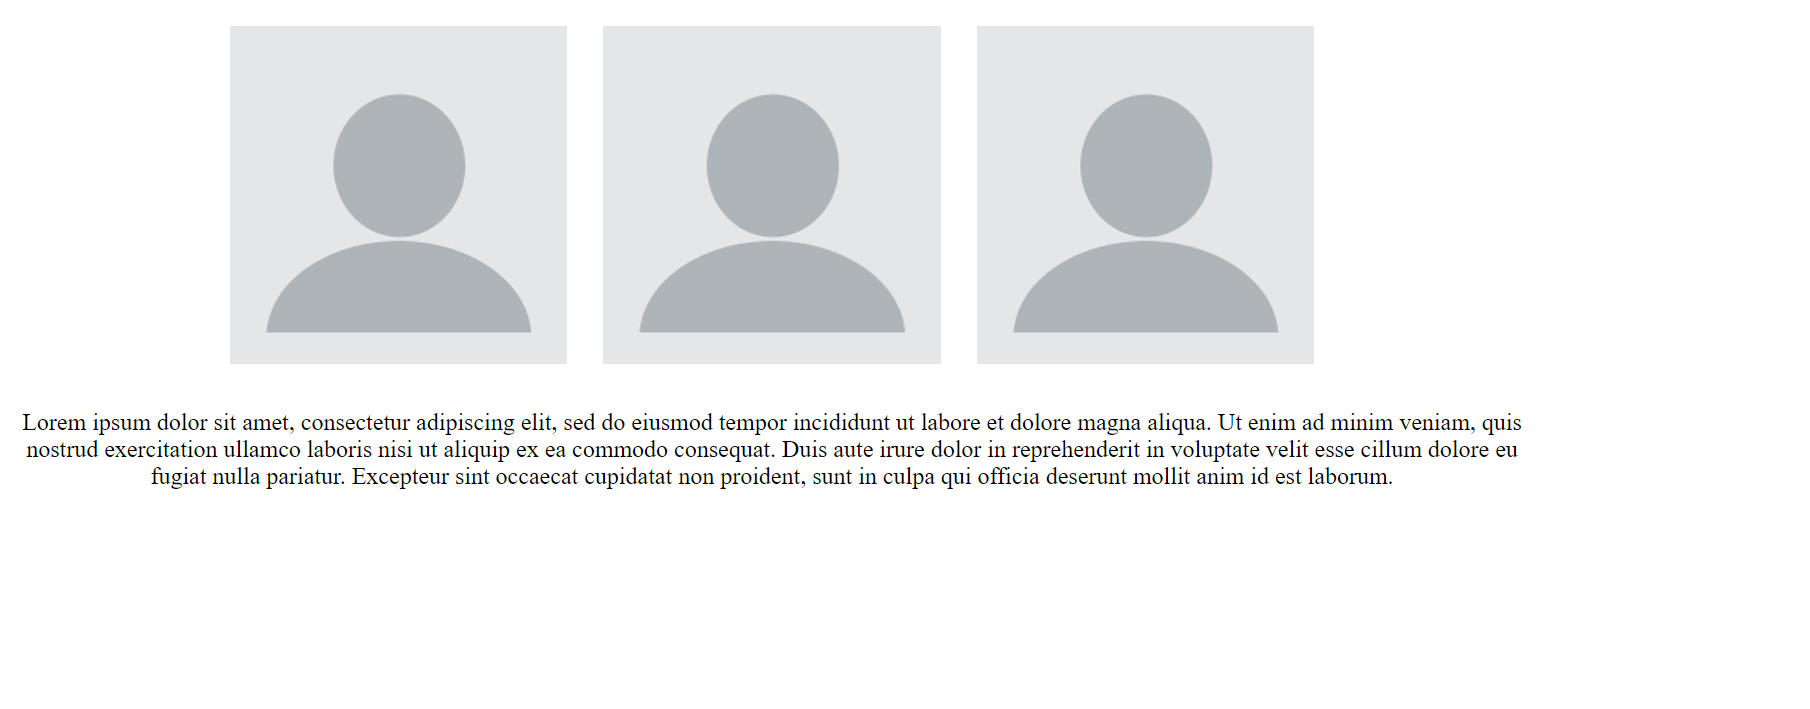 Lorem ipsum dolor sit amet, consectetur adipiscing elit, sed do eiusmod tempor incididunt ut labore et dolore magna aliqua. Ut enim ad minim veniam, quis
nostrud exercitation ullamco laboris nisi ut aliquip ex ea commodo consequat. Duis aute irure dolor in reprehenderit in voluptate velit esse cillum dolore eu
fugiat nulla pariatur. Excepteur sint occaecat cupidatat non proident, sunt in culpa qui officia deserunt mollit anim id est laborum.